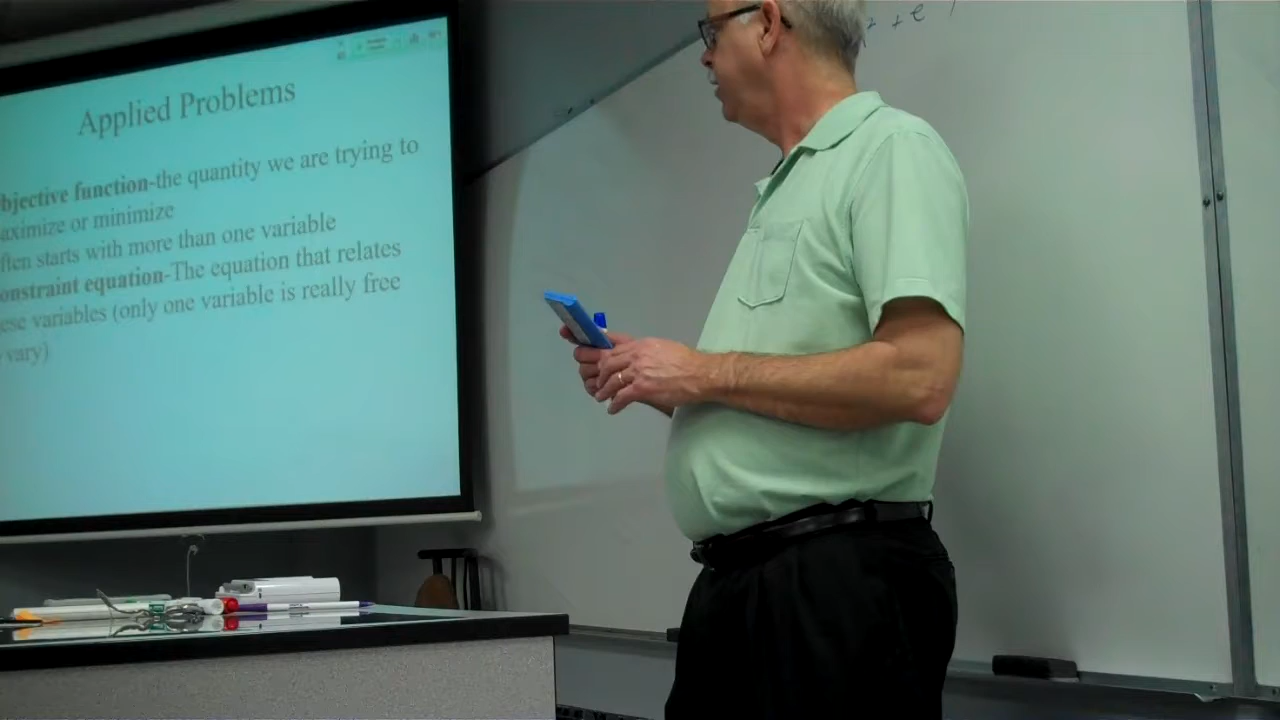 Applied Problems
bjective function-the quantity we are trying to
aximize or minimize
ften starts with more than one variable
onstraint equation-The equation that relates
ese variables (only one variable is really free
vary)
2 + e